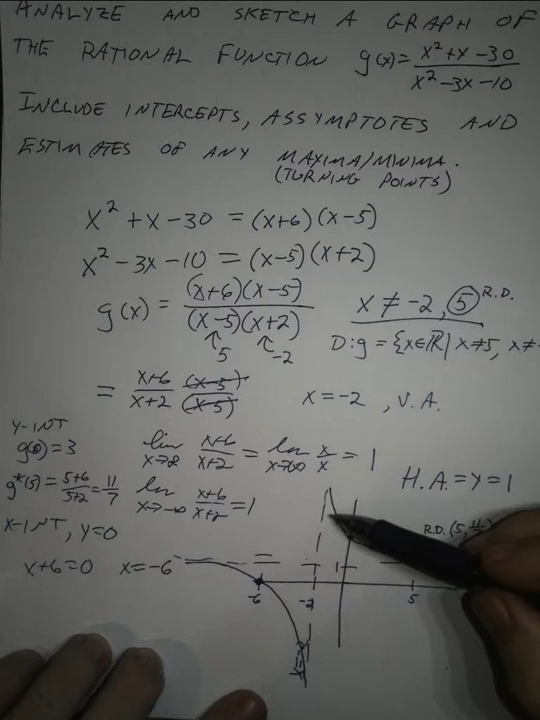 ANALYZE AND SKETCH A GRAPH OF
THE RATIONAL FUNCTION g(x) = (x² + x - 30)/(x² - 3x - 10)
INCLUDE INTERCEPTS, ASSYMPTOTES AND
ESTIMATES OF ANY MAXIMA/MINIMA.
(TURNING POINTS)
x² + x - 30 = (x+6)(x-5)
x² - 3x - 10 = (x-5)(x+2)
g(x) = (x+6)(x-5)/(x-5)(x+2) x ≠ -2, 5 R.D.
↑5 ↑-2 D:g = {x∈ℝ| x≠5, x≠
= (x+6)/(x+2) (x-5)/(x-5) x = -2, V.A.
Y-INT
g(0) = 3 lim x→∞ (x+6)/(x+2) = lim x→∞ x/x = 1
H.A. = y = 1
g*(5) = (5+6)/(5+2) = 11/7 lim x→-∞ (x+6)/(x+2) = 1
X-INT, y=0
R.D. (5, 11/7)
x+6=0 x=-6
1
-6 -2 5
x=-2